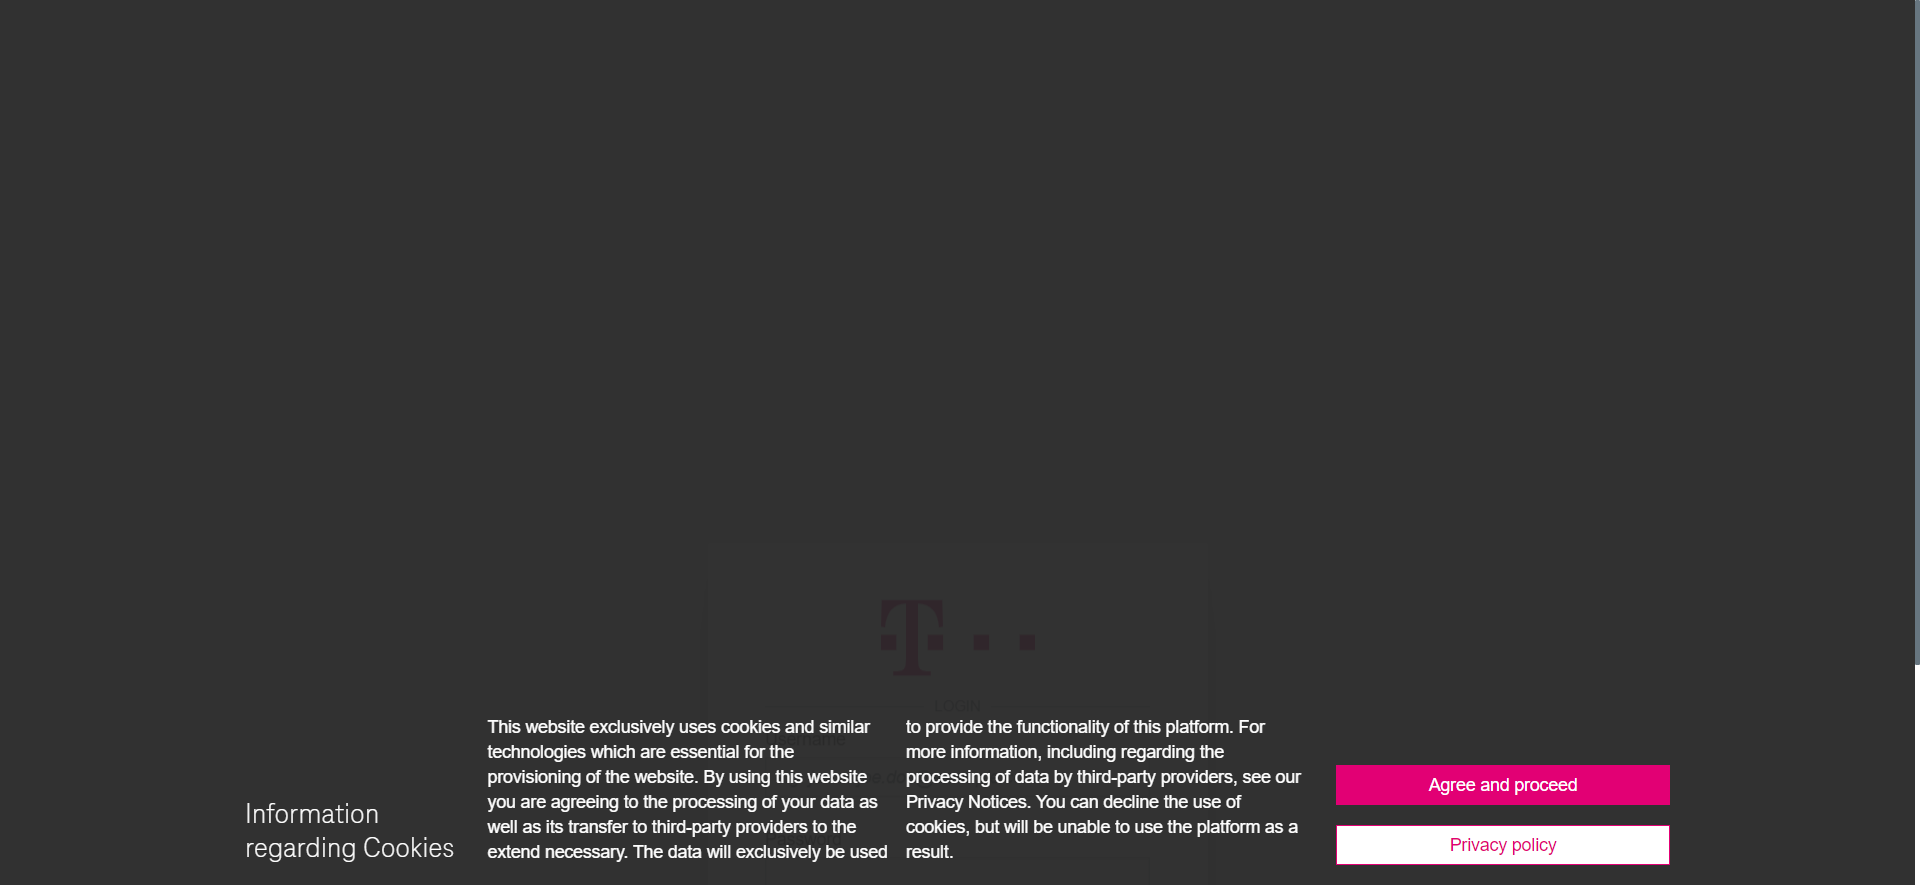 LOGIN
This website exclusively uses cookies and similar
technologies which are essential for the
provisioning of the website. By using this website
you are agreeing to the processing of your data as
well as its transfer to third-party providers to the
extend necessary. The data will exclusively be used
to provide the functionality of this platform. For
more information, including regarding the
processing of data by third-party providers, see our
Privacy Notices. You can decline the use of
cookies, but will be unable to use the platform as a
result.
Information
regarding Cookies
Agree and proceed
Privacy policy